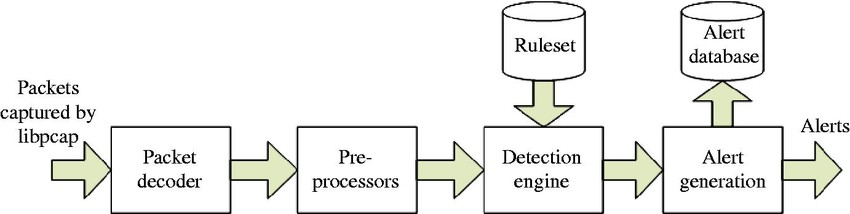 Packets
captured by
libpcap
Packet
decoder
Pre-
processors
Ruleset
Detection
engine
Alert
database
Alert
generation
Alerts